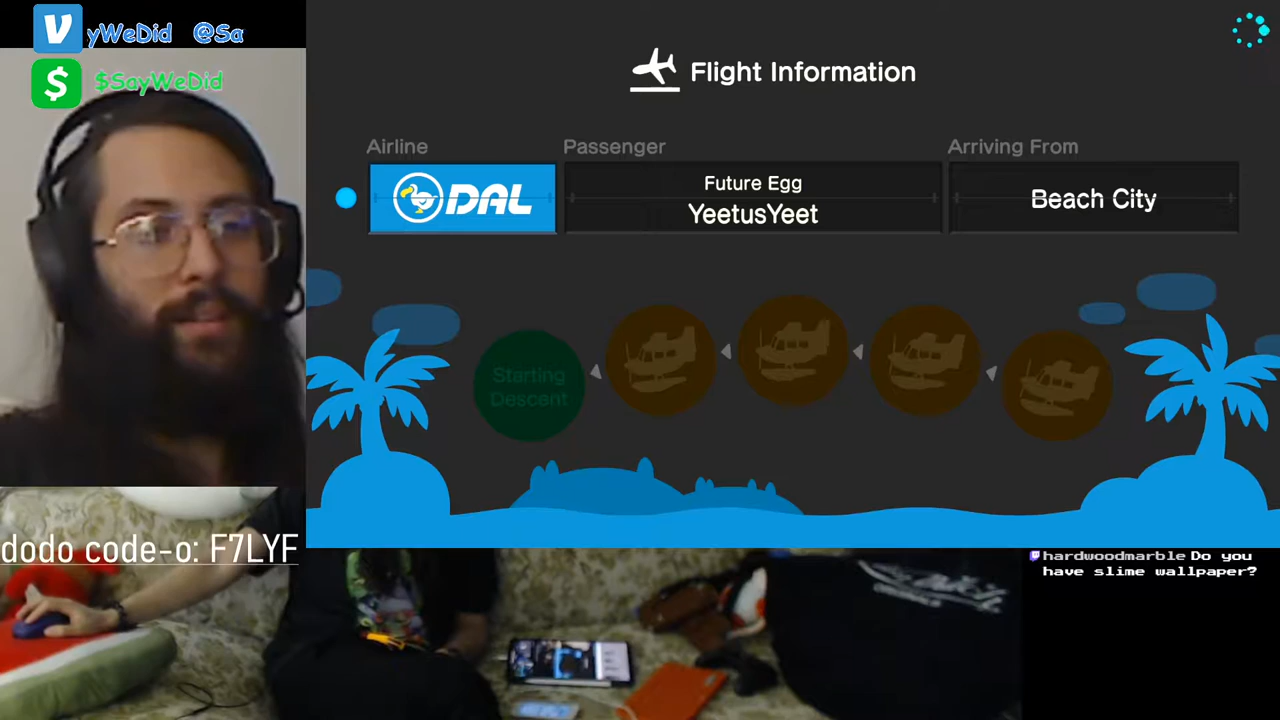 yWeDid @Sa
$SayWeDid
Flight Information
Airline
Passenger
Arriving From
DAL
Future Egg
YeetusYeet
Beach City
Starting
Descent
dodo code-o: F7LYF
hardwoodmarble Do you
have slime wallpaper?